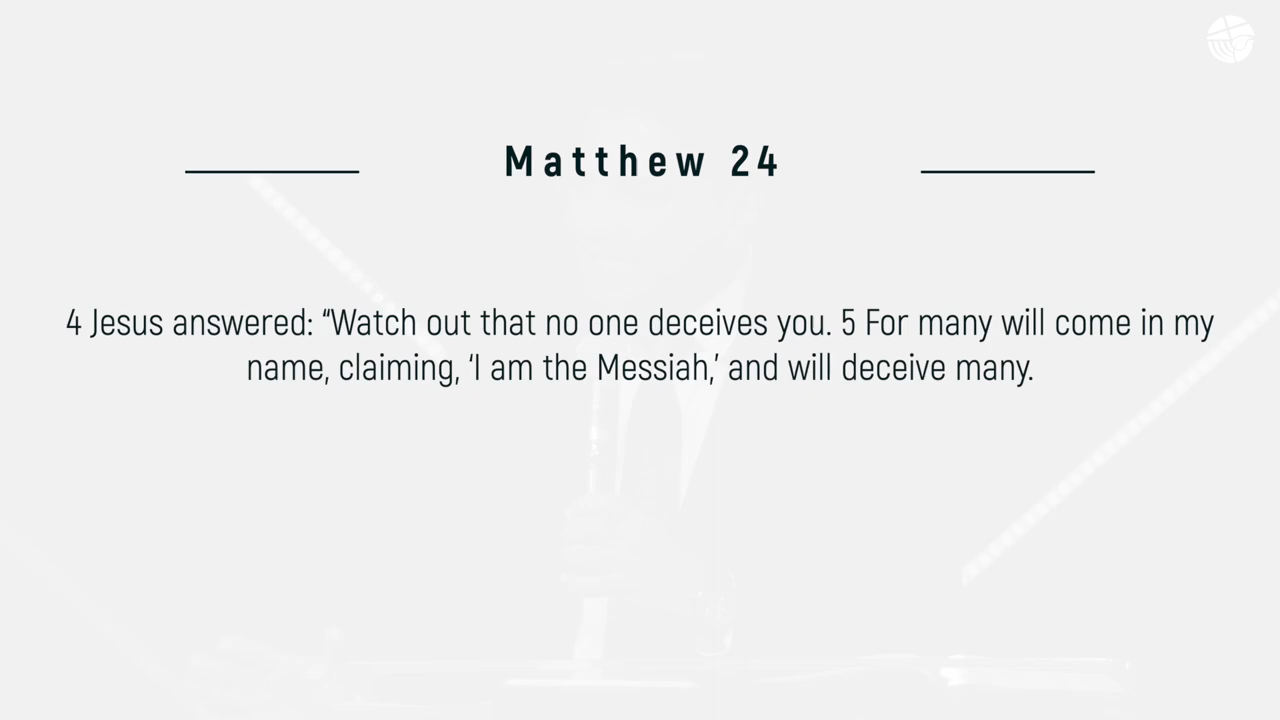 Matthew 24
4 Jesus answered: “Watch out that no one deceives you. 5 For many will come in my
name, claiming, ‘I am the Messiah,’ and will deceive many.